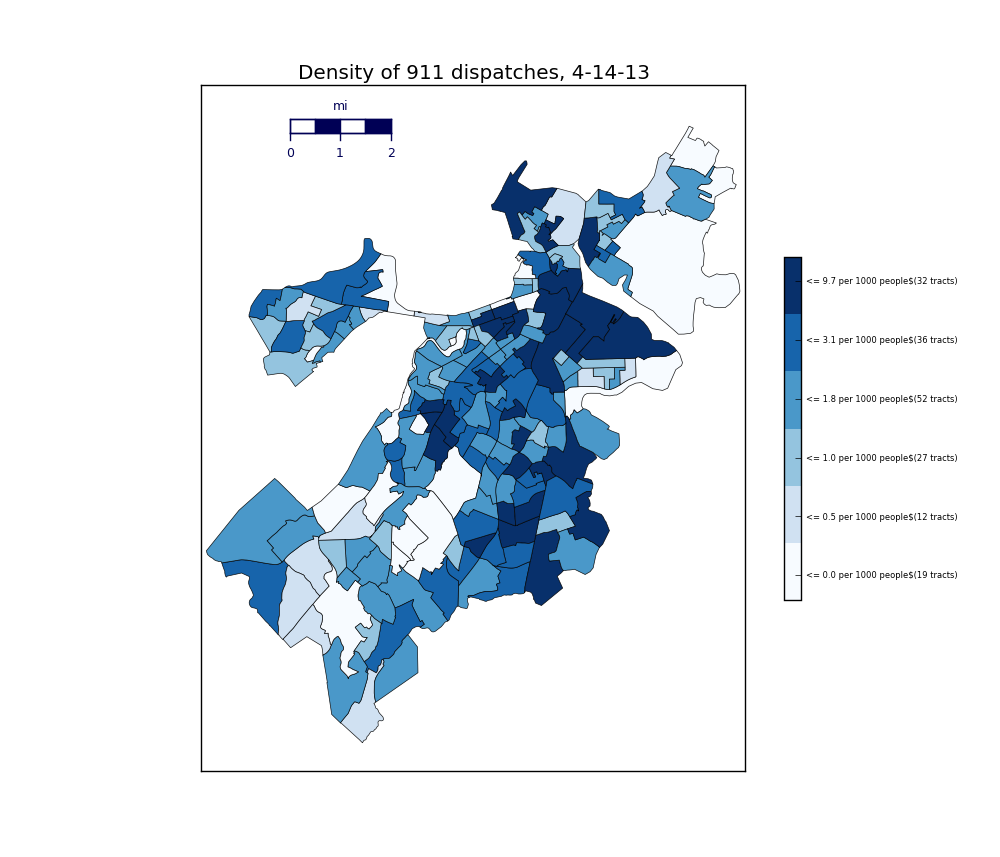 Density of 911 dispatches, 4-14-13
mi
0 1 2
<= 9.7 per 1000 people$(32 tracts)
<= 3.1 per 1000 people$(36 tracts)
<= 1.8 per 1000 people$(52 tracts)
<= 1.0 per 1000 people$(27 tracts)
<= 0.5 per 1000 people$(12 tracts)
<= 0.0 per 1000 people$(19 tracts)